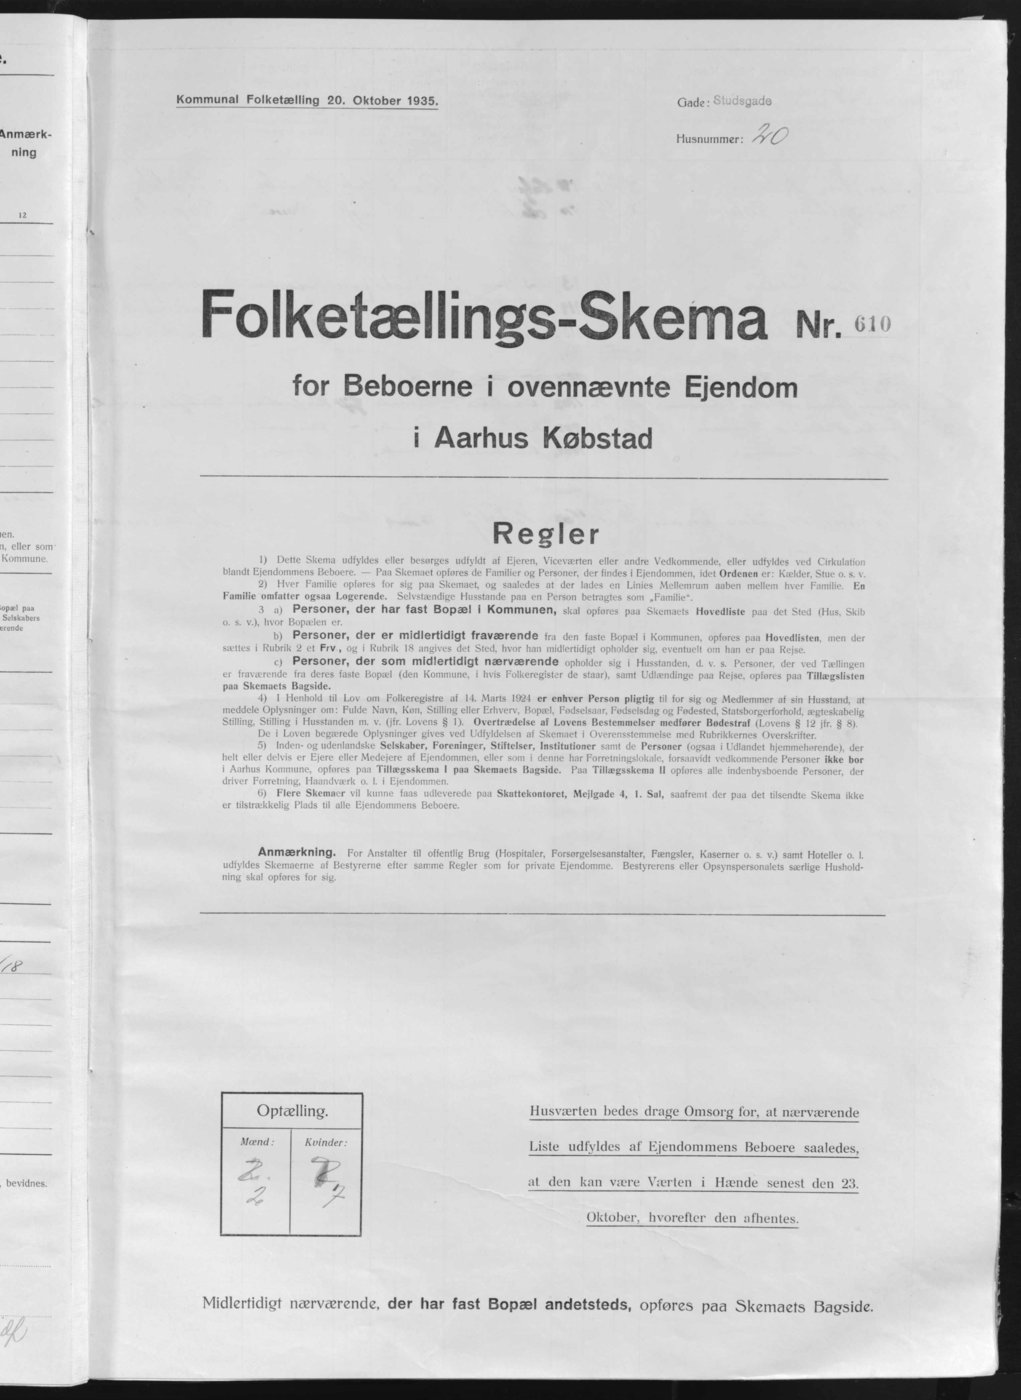 Anmærk-
ning
12
en.
n, eller som
Kommune.
Bopæl paa
Selskabers
ærende
/18
, bevidnes.
Kommunal Folketælling 20. Oktober 1935.
Gade: Studsgade
Husnummer: 20
Folketællings-Skema Nr. 610
for Beboerne i ovennævnte Ejendom
i Aarhus Købstad
Regler
1) Dette Skema udfyldes eller besørges udfyldt af Ejeren, Viceværten eller andre Vedkommende, eller udfyldes ved Cirkulation
blandt Ejendommens Beboere. — Paa Skemaet opføres de Familier og Personer, der findes i Ejendommen, idet Ordenen er: Kælder, Stue o. s. v.
2) Hver Familie opføres for sig paa Skemaet, og saaledes at der lades en Linies Mellemrum aaben mellem hver Familie. En
Familie omfatter ogsaa Logerende. Selvstændige Husstande paa en Person betragtes som „Familie“.
3 a) Personer, der har fast Bopæl i Kommunen, skal opføres paa Skemaets Hovedliste paa det Sted (Hus, Skib
o. s. v.), hvor Bopælen er.
b) Personer, der er midlertidigt fraværende fra den faste Bopæl i Kommunen, opføres paa Hovedlisten, men der
sættes i Rubrik 2 et Frv., og i Rubrik 18 angives det Sted, hvor han midlertidigt opholder sig, eventuelt om han er paa Rejse.
c) Personer, der som midlertidigt nærværende opholder sig i Husstanden, d. v. s. Personer, der ved Tællingen
er fraværende fra deres faste Bopæl (den Kommune, i hvis Folkeregister de staar), samt Udlændinge paa Rejse, opføres paa Tillægslisten
paa Skemaets Bagside.
4) I Henhold til Lov om Folkeregistre af 14. Marts 1924 er enhver Person pligtig til for sig og Medlemmer af sin Husstand, at
meddele Oplysninger om: Fulde Navn, Køn, Stilling eller Erhverv, Bopæl, Fødselsaar, Fødselsdag og Fødested, Statsborgerforhold, ægteskabelig
Stilling, Stilling i Husstanden m. v. (jfr. Lovens § 1). Overtrædelse af Lovens Bestemmelser medfører Bødestraf (Lovens § 12 jfr. § 8).
De i Loven begærede Oplysninger gives ved Udfyldelsen af Skemaet i Overensstemmelse med Rubrikkernes Overskrifter.
5) Inden- og udenlandske Selskaber, Foreninger, Stiftelser, Institutioner samt de Personer (ogsaa i Udlandet hjemmehørende), der
helt eller delvis er Ejere eller Medejere af Ejendommen, eller som i denne har Forretningslokale, forsaavidt vedkommende Personer ikke bor
i Aarhus Kommune, opføres paa Tillægsskema I paa Skemaets Bagside. Paa Tillægsskema II opføres alle indenbysboende Personer, der
driver Forretning, Haandværk o. l. i Ejendommen.
6) Flere Skemaer vil kunne faas udleverede paa Skattekontoret, Mejlgade 4, 1. Sal, saafremt der paa det tilsendte Skema ikke
er tilstrækkelig Plads til alle Ejendommens Beboere.
Anmærkning. For Anstalter til offentlig Brug (Hospitaler, Forsørgelsesanstalter, Fængsler, Kaserner o. s. v.) samt Hoteller o. l.
udfyldes Skemaerne af Bestyrerne efter samme Regler som for private Ejendomme. Bestyrerens eller Opsynspersonalets særlige Hushold-
ning skal opføres for sig.
Optælling.
Mænd: Kvinder:
2.
2 7
Husværten bedes drage Omsorg for, at nærværende
Liste udfyldes af Ejendommens Beboere saaledes,
at den kan være Værten i Hænde senest den 23.
Oktober, hvorefter den afhentes.
Midlertidigt nærværende, der har fast Bopæl andetsteds, opføres paa Skemaets Bagside.